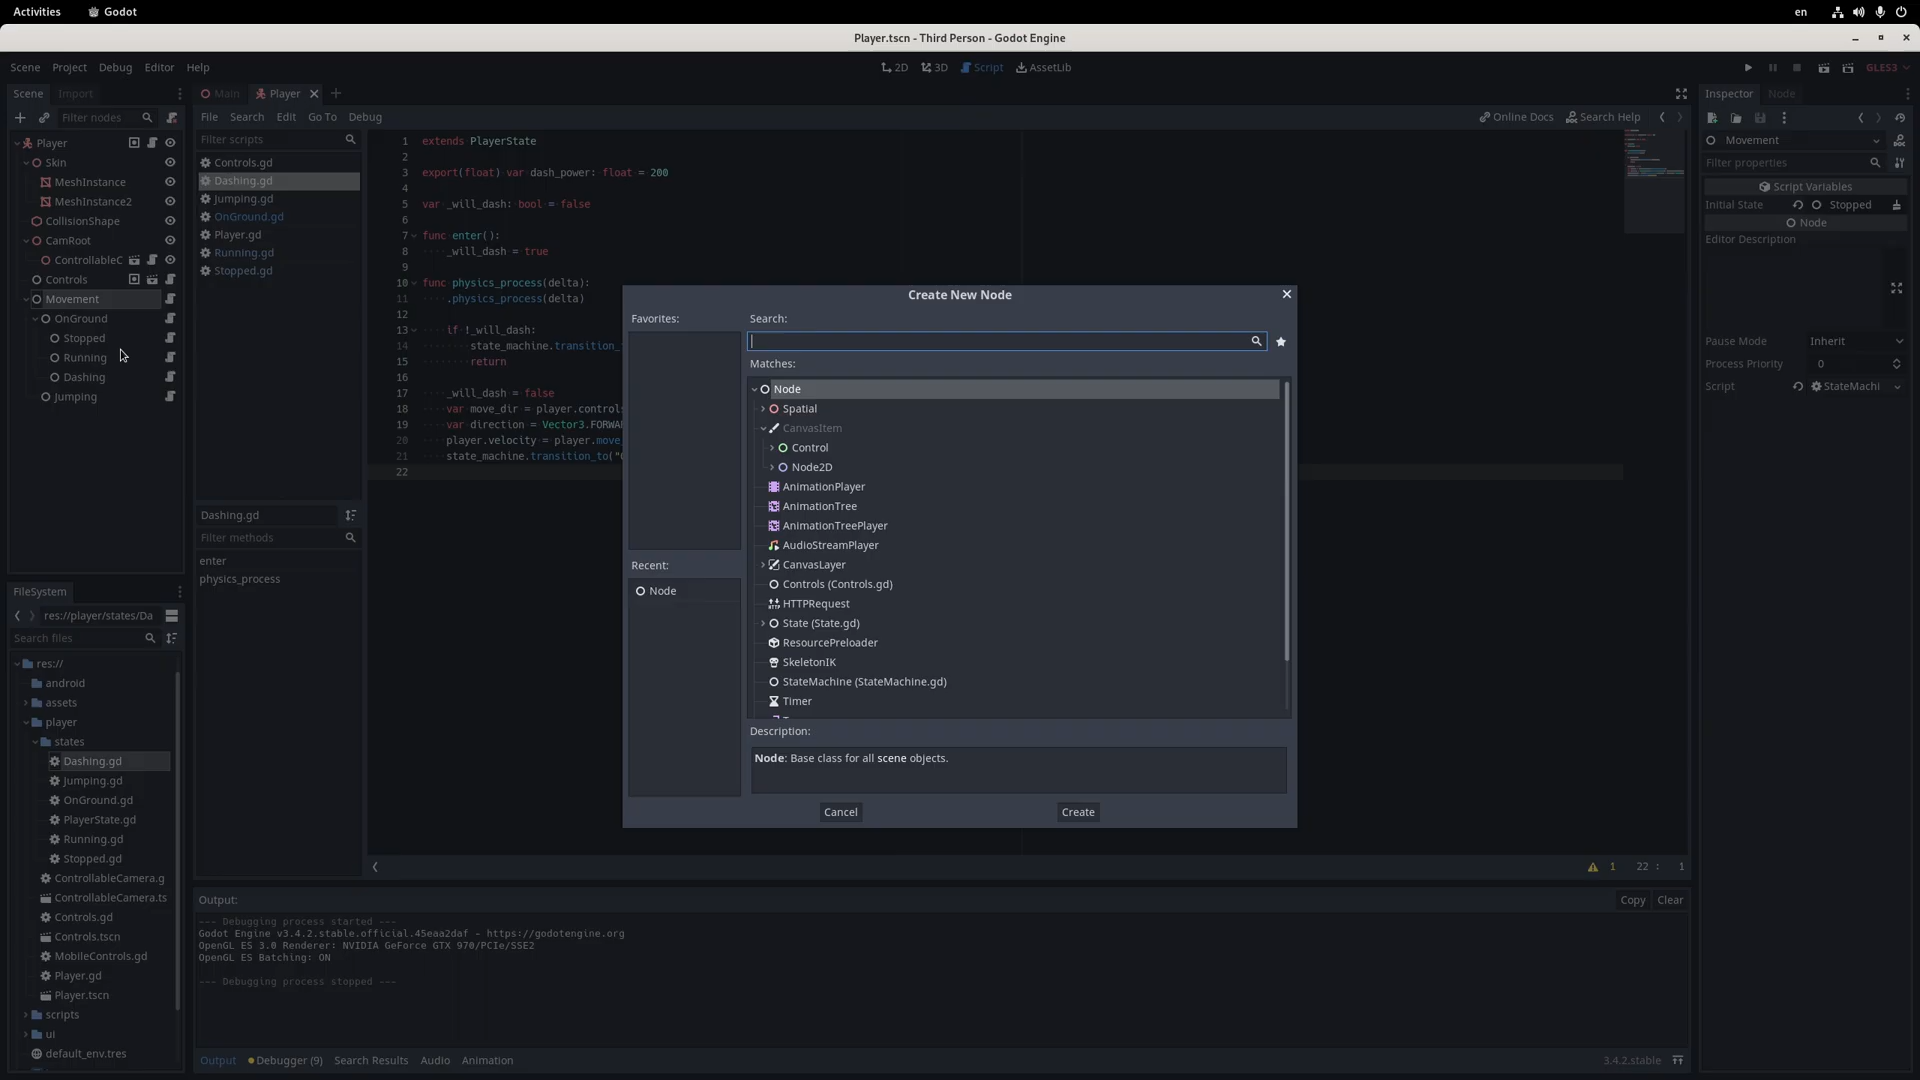 Activities
Godot
en
Player.tscn - Third Person - Godot Engine
Scene Project Debug Editor Help
2D 3D Script AssetLib
GLES3
Scene Import
Main
Player
Inspector Node
Filter nodes
File Search Edit Go To Debug
Online Docs Search Help
Player
Skin
MeshInstance
MeshInstance2
CollisionShape
CamRoot
ControllableC
Controls
Movement
OnGround
Stopped
Running
Dashing
Jumping
Filter scripts
Controls.gd
Dashing.gd
Jumping.gd
OnGround.gd
Player.gd
Running.gd
Stopped.gd
Dashing.gd
Filter methods
enter
physics_process
1 extends PlayerState
2
3 export(float) var dash_power: float = 200
4
5 var _will_dash: bool = false
6
7 func enter():
8 _will_dash = true
9
10 func physics_process(delta):
11 .physics_process(delta)
12
13 if !_will_dash:
14 state_machine.transition_
15 return
16
17 _will_dash = false
18 var move_dir = player.controls
19 var direction = Vector3.FORWA
20 player.velocity = player.move_
21 state_machine.transition_to("
22
Create New Node
Favorites:
Search:
Matches:
Node
Spatial
CanvasItem
Control
Node2D
AnimationPlayer
AnimationTree
AnimationTreePlayer
AudioStreamPlayer
CanvasLayer
Controls (Controls.gd)
HTTPRequest
State (State.gd)
ResourcePreloader
SkeletonIK
StateMachine (StateMachine.gd)
Timer
Recent:
Node
Description:
Node: Base class for all scene objects.
Cancel
Create
Movement
Filter properties
Script Variables
Initial State Stopped
Node
Editor Description
Pause Mode Inherit
Process Priority 0
Script StateMachi
FileSystem
res://player/states/Da
Search files
res://
android
assets
player
states
Dashing.gd
Jumping.gd
OnGround.gd
PlayerState.gd
Running.gd
Stopped.gd
ControllableCamera.g
ControllableCamera.ts
Controls.gd
Controls.tscn
MobileControls.gd
Player.gd
Player.tscn
scripts
ui
default_env.tres
1 22 : 1
Output:
Copy Clear
--- Debugging process started ---
Godot Engine v3.4.2.stable.official.45eaa2daf - https://godotengine.org
OpenGL ES 3.0 Renderer: NVIDIA GeForce GTX 970/PCIe/SSE2
OpenGL ES Batching: ON
--- Debugging process stopped ---
Output Debugger (9) Search Results Audio Animation
3.4.2.stable